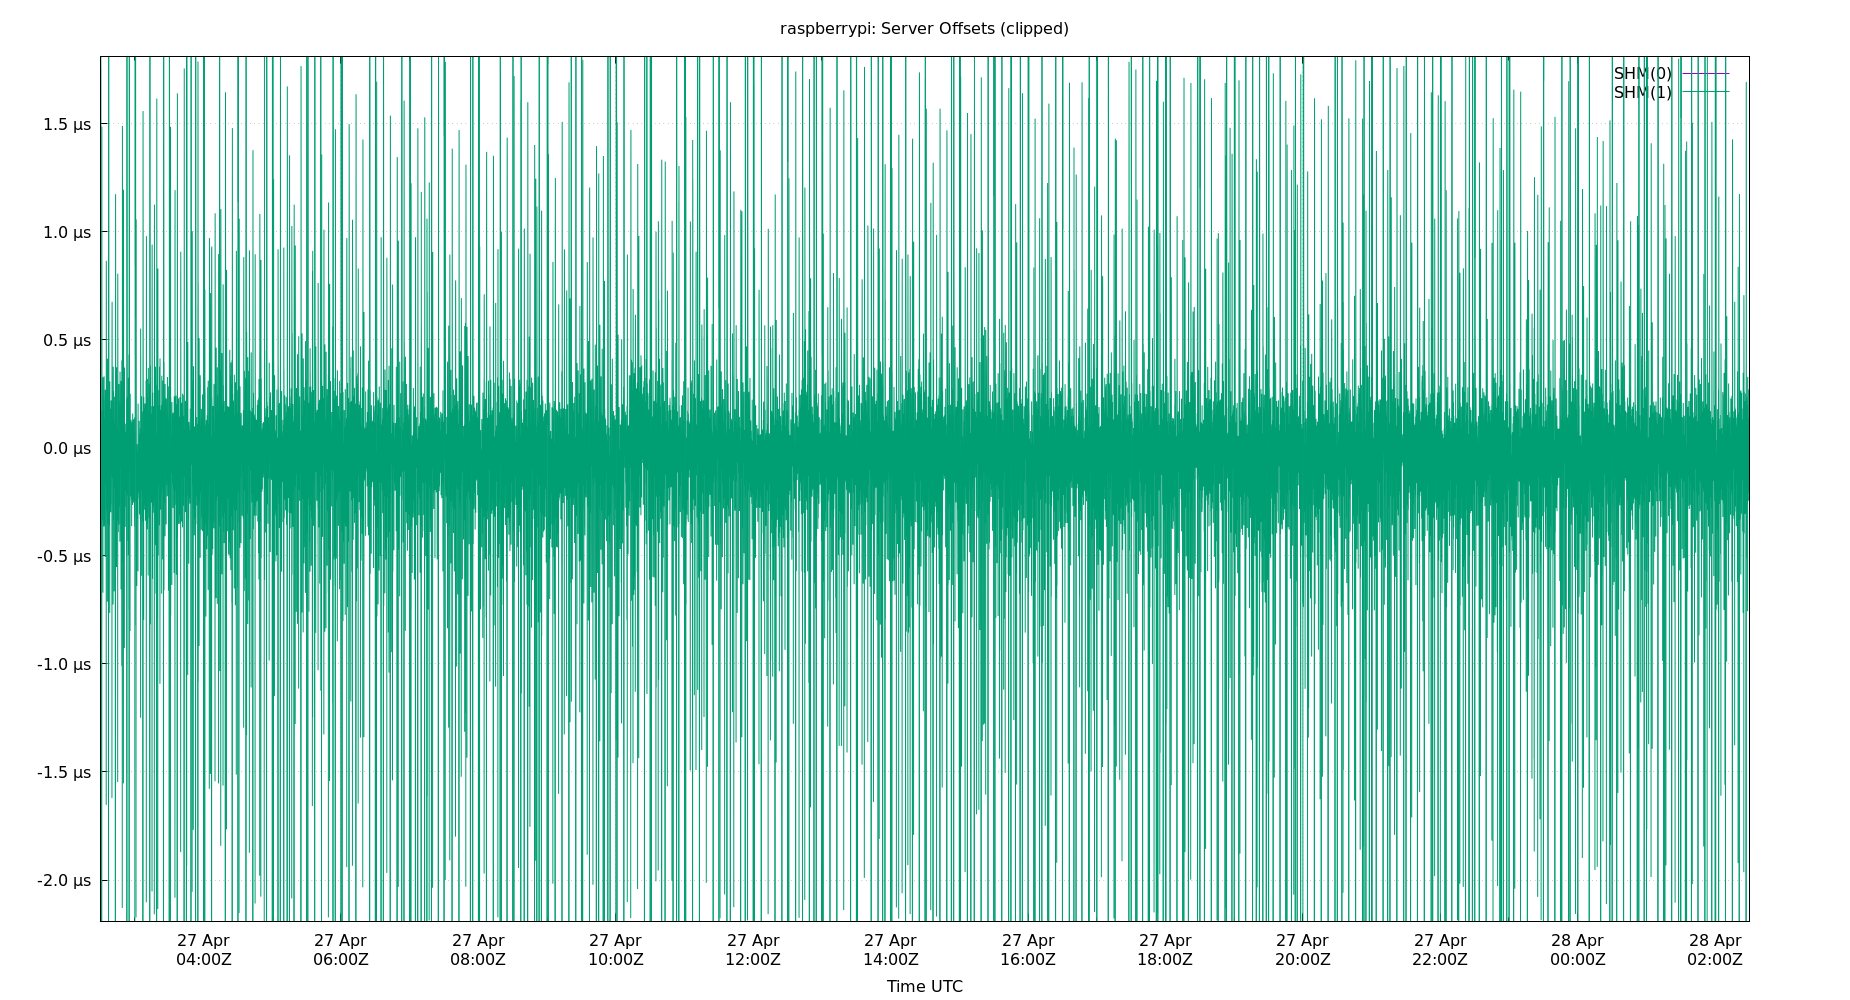 raspberrypi: Server Offsets (clipped)
SHM(0)
SHM(1)
1.5 µs
1.0 µs
0.5 µs
0.0 µs
-0.5 µs
-1.0 µs
-1.5 µs
-2.0 µs
27 Apr 27 Apr 27 Apr 27 Apr 27 Apr 27 Apr 27 Apr 27 Apr 27 Apr 27 Apr 28 Apr 28 Apr
04:00Z 06:00Z 08:00Z 10:00Z 12:00Z 14:00Z 16:00Z 18:00Z 20:00Z 22:00Z 00:00Z 02:00Z
Time UTC